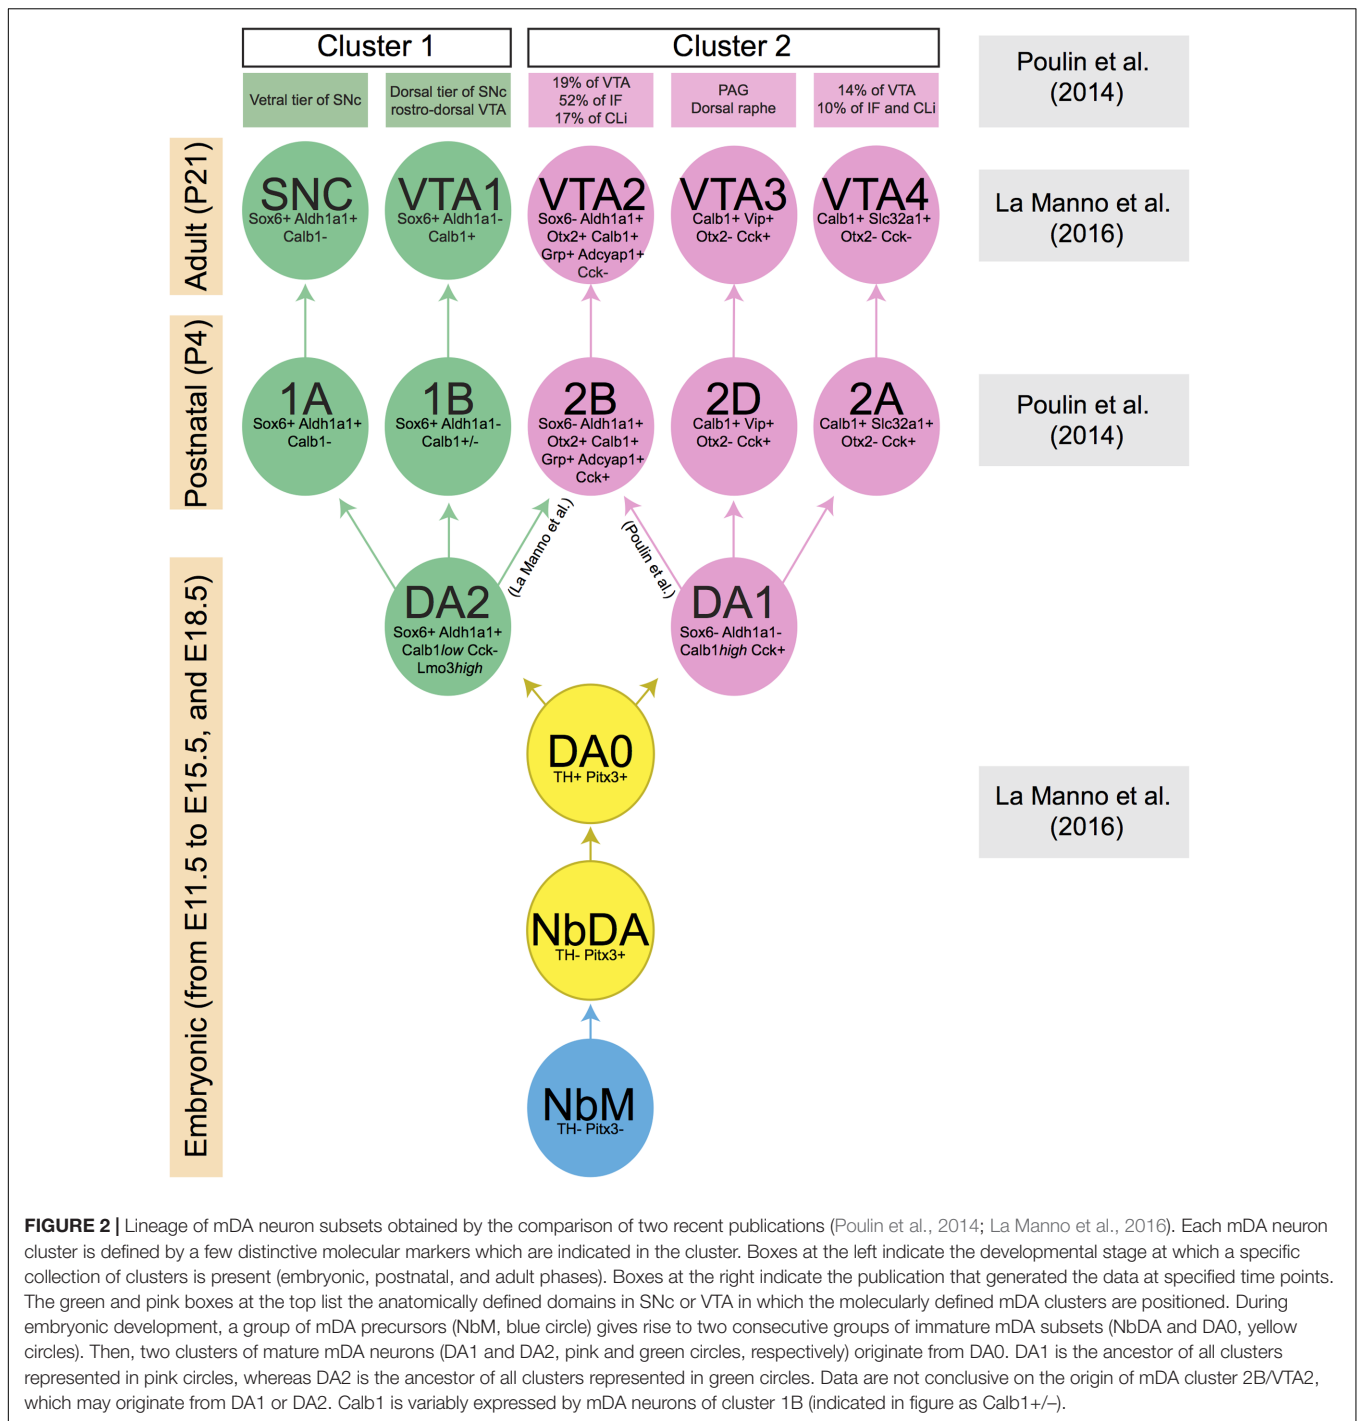 Cluster 1
Cluster 2
Poulin et al.
(2014)
Vetral tier of SNc
Dorsal tier of SNc
rostro-dorsal VTA
19% of VTA
52% of IF
17% of CLi
PAG
Dorsal raphe
14% of VTA
10% of IF and CLi
Adult (P21)
SNC
Sox6+ Aldh1a1+
Calb1-
VTA1
Sox6+ Aldh1a1-
Calb1+
VTA2
Sox6- Aldh1a1+
Otx2+ Calb1+
Grp+ Adcyap1+
Cck-
VTA3
Calb1+ Vip+
Otx2- Cck+
VTA4
Calb1+ Slc32a1+
Otx2- Cck-
La Manno et al.
(2016)
Postnatal (P4)
1A
Sox6+ Aldh1a1+
Calb1-
1B
Sox6+ Aldh1a1-
Calb1+/-
2B
Sox6- Aldh1a1+
Otx2+ Calb1+
Grp+ Adcyap1+
Cck+
2D
Calb1+ Vip+
Otx2- Cck+
2A
Calb1+ Slc32a1+
Otx2- Cck+
Poulin et al.
(2014)
(La Manno et al.)
(Poulin et al.)
Embryonic (from E11.5 to E15.5, and E18.5)
DA2
Sox6+ Aldh1a1+
Calb1low Cck-
Lmo3high
DA1
Sox6- Aldh1a1-
Calb1high Cck+
DA0
TH+ Pitx3+
La Manno et al.
(2016)
NbDA
TH- Pitx3+
NbM
TH- Pitx3-
FIGURE 2 | Lineage of mDA neuron subsets obtained by the comparison of two recent publications (Poulin et al., 2014; La Manno et al., 2016). Each mDA neuron
cluster is defined by a few distinctive molecular markers which are indicated in the cluster. Boxes at the left indicate the developmental stage at which a specific
collection of clusters is present (embryonic, postnatal, and adult phases). Boxes at the right indicate the publication that generated the data at specified time points.
The green and pink boxes at the top list the anatomically defined domains in SNc or VTA in which the molecularly defined mDA clusters are positioned. During
embryonic development, a group of mDA precursors (NbM, blue circle) gives rise to two consecutive groups of immature mDA subsets (NbDA and DA0, yellow
circles). Then, two clusters of mature mDA neurons (DA1 and DA2, pink and green circles, respectively) originate from DA0. DA1 is the ancestor of all clusters
represented in pink circles, whereas DA2 is the ancestor of all clusters represented in green circles. Data are not conclusive on the origin of mDA cluster 2B/VTA2,
which may originate from DA1 or DA2. Calb1 is variably expressed by mDA neurons of cluster 1B (indicated in figure as Calb1+/–).